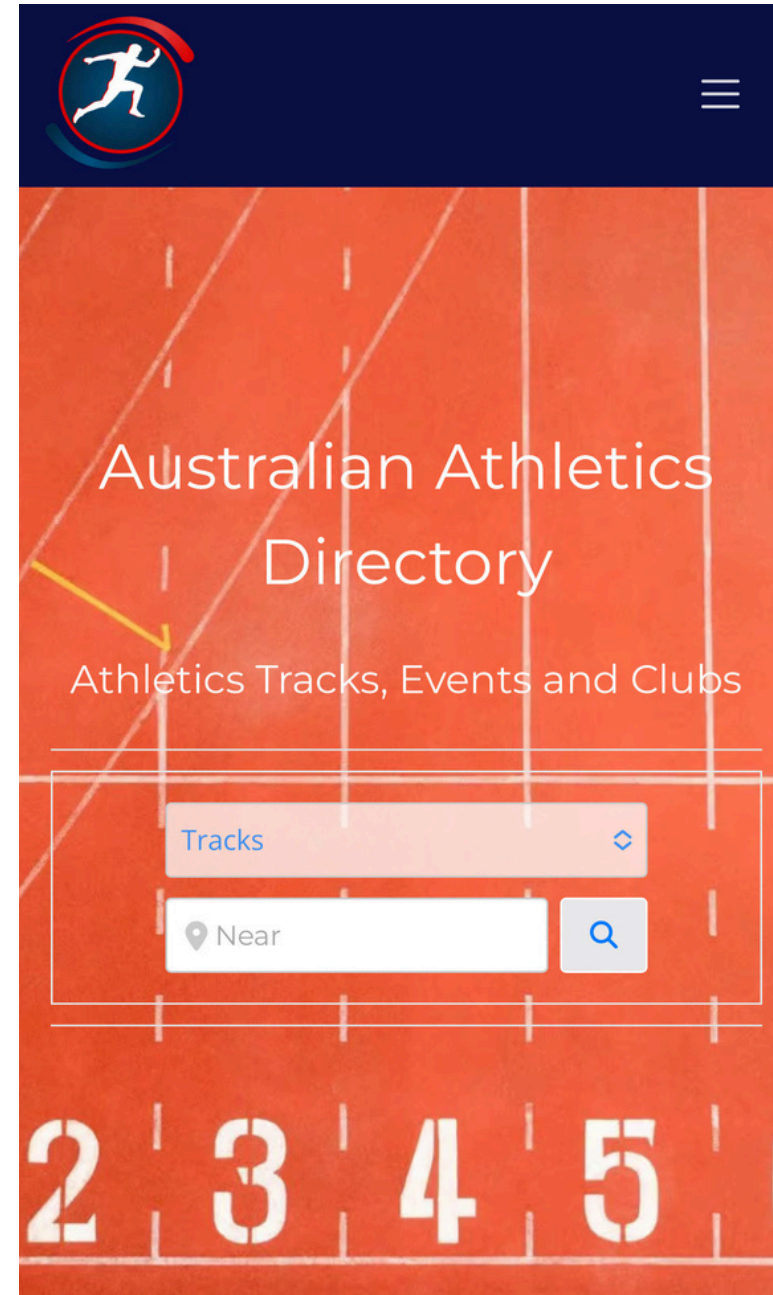 Australian Athletics
Directory
Athletics Tracks, Events and Clubs
Tracks
Near
2 3 4 5